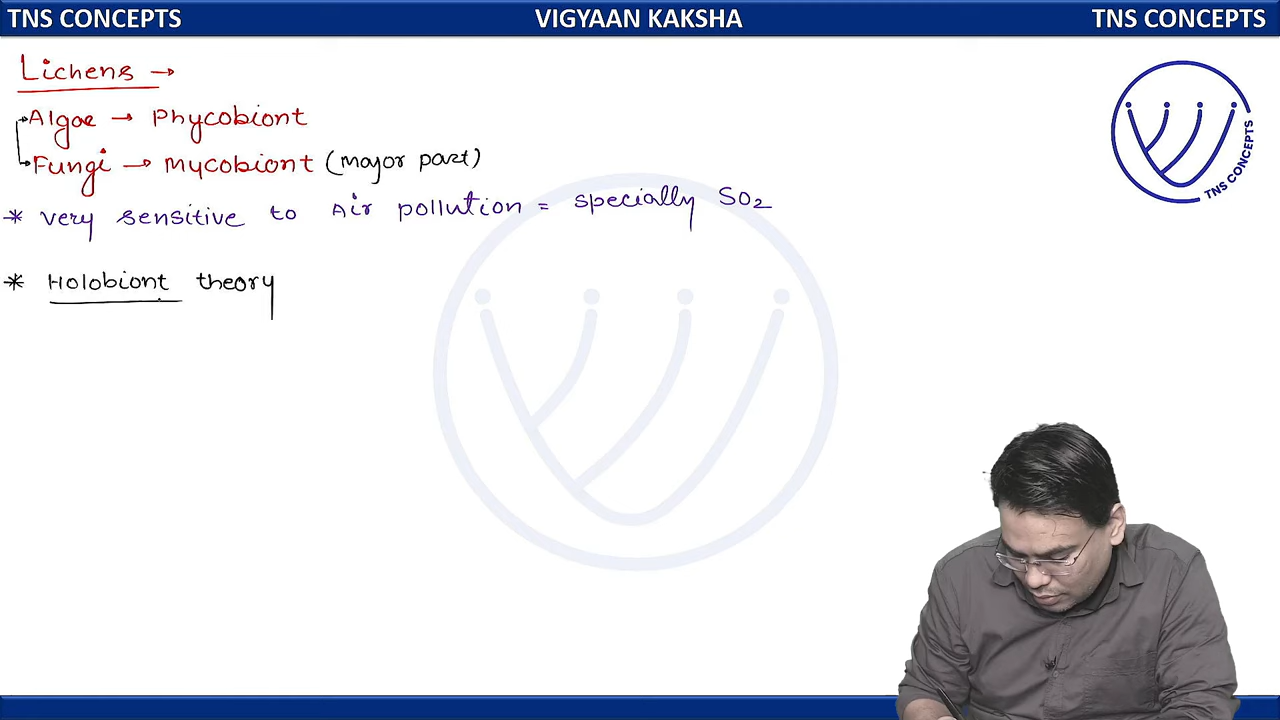 TNS CONCEPTS VIGYAAN KAKSHA TNS CONCEPTS
Lichens →
Algae → Phycobiont
Fungi → Mycobiont (major part)
* very sensitive to Air pollution = specially SO2
* Holobiont theory
TNS CONCEPTS